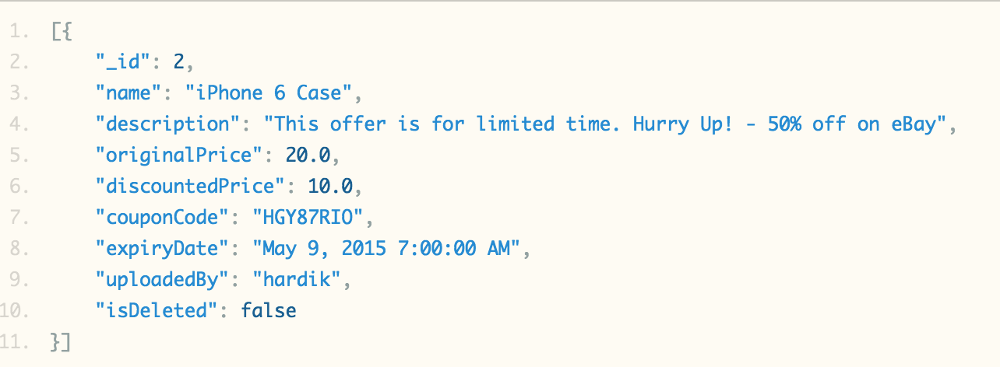 1. [{
2. "_id": 2,
3. "name": "iPhone 6 Case",
4. "description": "This offer is for limited time. Hurry Up! - 50% off on eBay",
5. "originalPrice": 20.0,
6. "discountedPrice": 10.0,
7. "couponCode": "HGY87RIO",
8. "expiryDate": "May 9, 2015 7:00:00 AM",
9. "uploadedBy": "hardik",
10. "isDeleted": false
11. }]